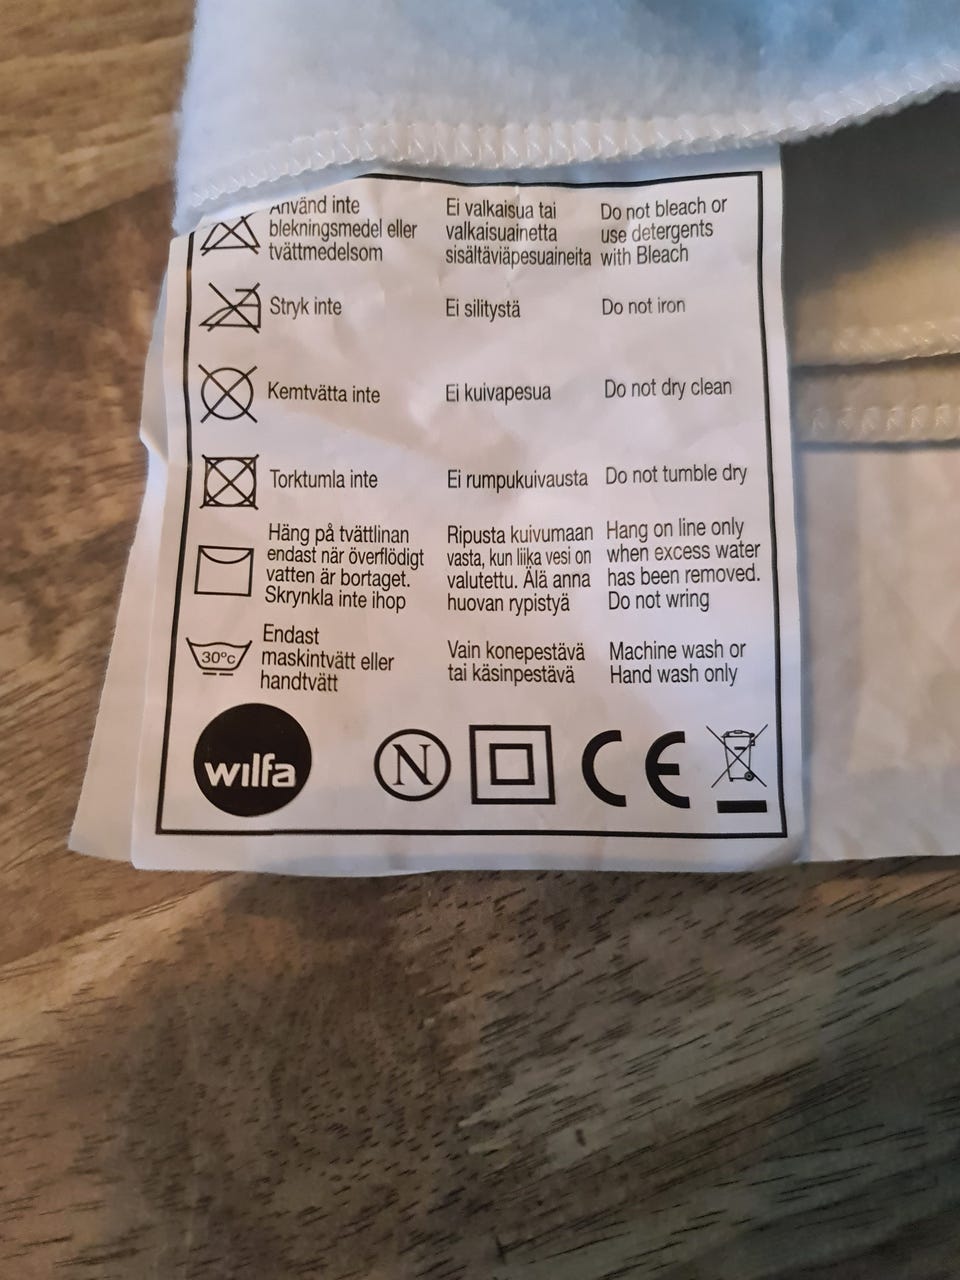 Använd inte
blekningsmedel eller
tvättmedelsom
Ei valkaisua tai
valkaisuainetta
sisältäviäpesuaineita
Do not bleach or
use detergents
with Bleach
Stryk inte
Ei silitystä
Do not iron
Kemtvätta inte
Ei kuivapesua
Do not dry clean
Torktumla inte
Ei rumpukuivausta
Do not tumble dry
Häng på tvättlinan
endast när överflödigt
vatten är bortaget.
Skrynkla inte ihop
Ripusta kuivumaan
vasta, kun liika vesi on
valutettu. Älä anna
huovan rypistyä
Hang on line only
when excess water
has been removed.
Do not wring
30°c
Endast
maskintvätt eller
handtvätt
Vain konepestävä
tai käsinpestävä
Machine wash or
Hand wash only
wilfa
N
CE